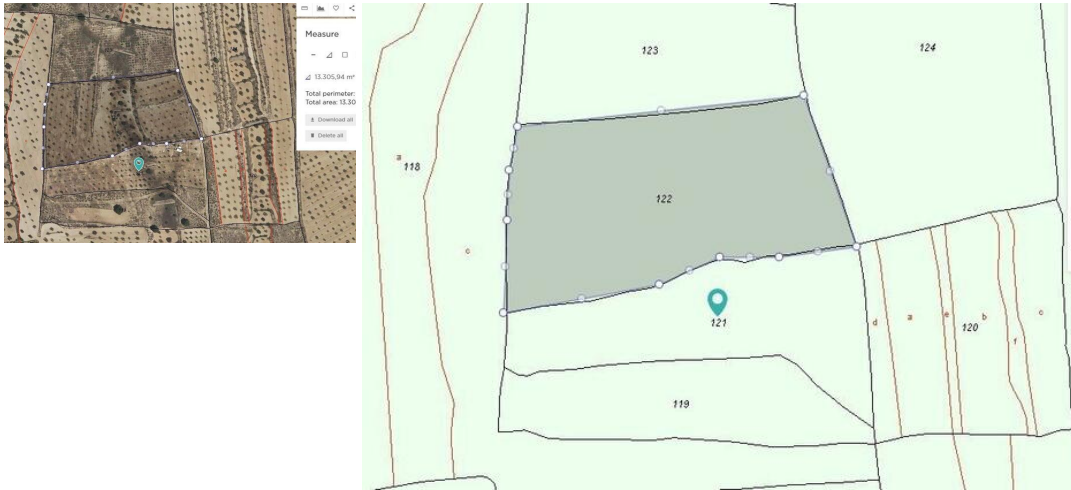 Measure
13.305,94 m²
Total perimeter:
Total area: 13.30
Download all
Delete all
123
124
a
118
122
c
121
d
a
e
b
120
f
c
119